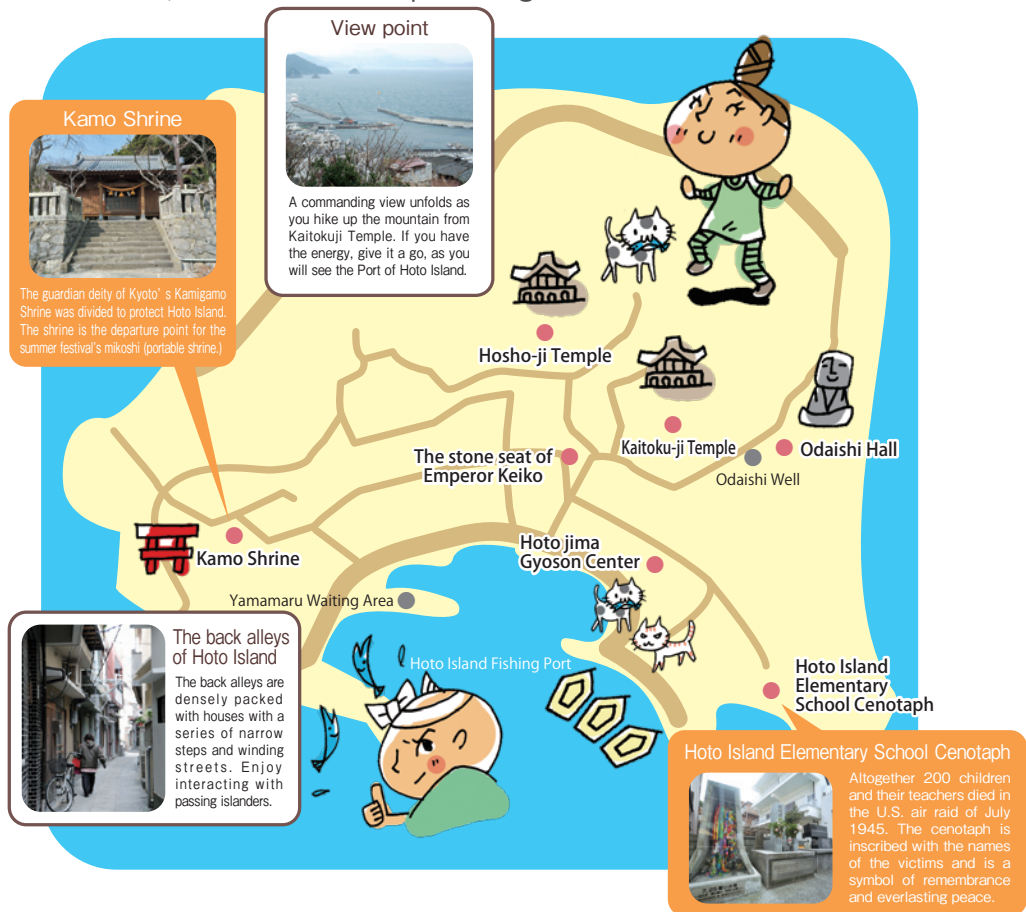 View point
A commanding view unfolds as
you hike up the mountain from
Kaitokuji Temple. If you have
the energy, give it a go, as you
will see the Port of Hoto Island.
Kamo Shrine
The guardian deity of Kyoto's Kamigamo
Shrine was divided to protect Hoto Island.
The shrine is the departure point for the
summer festival's mikoshi (portable shrine.)
Hosho-ji Temple
Kaitoku-ji Temple
Odaishi Hall
Odaishi Well
The stone seat of
Emperor Keiko
Hoto jima
Gyoson Center
Kamo Shrine
Yamamaru Waiting Area
Hoto Island Fishing Port
The back alleys
of Hoto Island
The back alleys are
densely packed
with houses with a
series of narrow
steps and winding
streets. Enjoy
interacting with
passing islanders.
Hoto Island
Elementary
School Cenotaph
Hoto Island Elementary School Cenotaph
Altogether 200 children
and their teachers died in
the U.S. air raid of July
1945. The cenotaph is
inscribed with the names
of the victims and is a
symbol of remembrance
and everlasting peace.